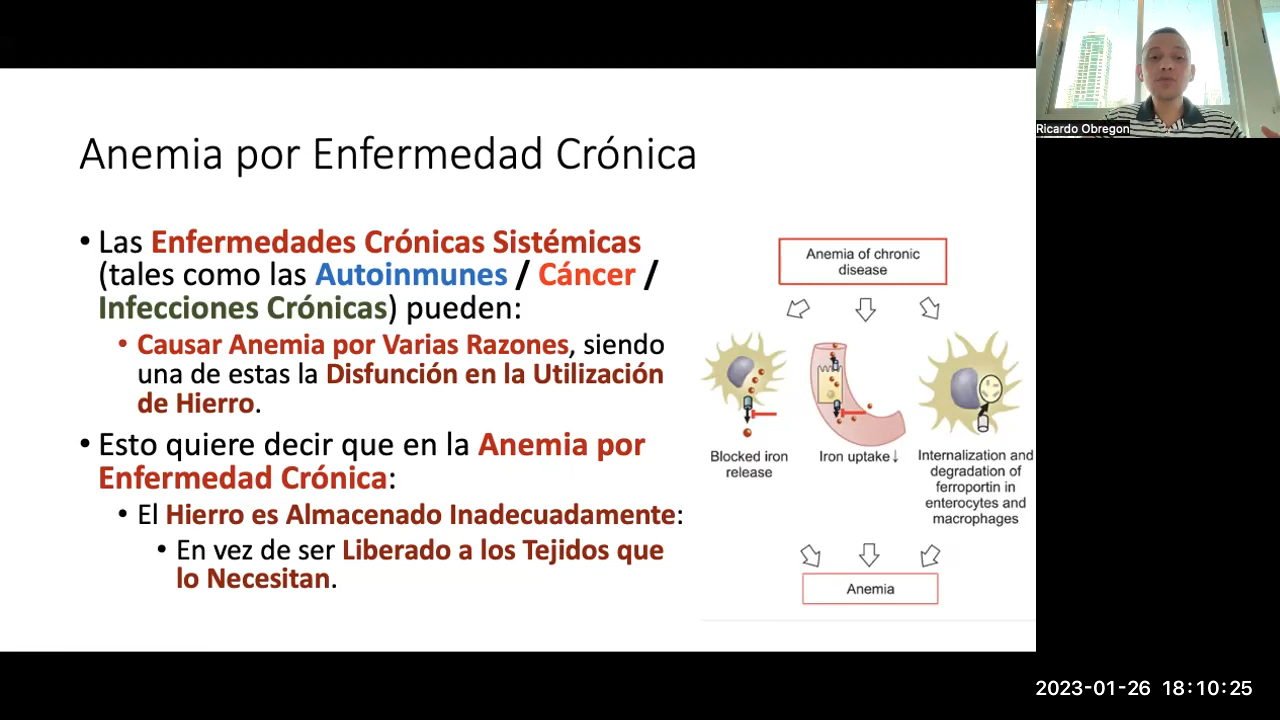 Ricardo Obregon
Anemia por Enfermedad Crónica
• Las Enfermedades Crónicas Sistémicas
(tales como las Autoinmunes / Cáncer /
Infecciones Crónicas) pueden:
• Causar Anemia por Varias Razones, siendo
una de estas la Disfunción en la Utilización
de Hierro.
• Esto quiere decir que en la Anemia por
Enfermedad Crónica:
• El Hierro es Almacenado Inadecuadamente:
• En vez de ser Liberado a los Tejidos que
lo Necesitan.
Anemia of chronic
disease
Blocked iron
release
Iron uptake↓
Internalization and
degradation of
ferroportin in
enterocytes and
macrophages
Anemia
2023-01-26 18:10:25